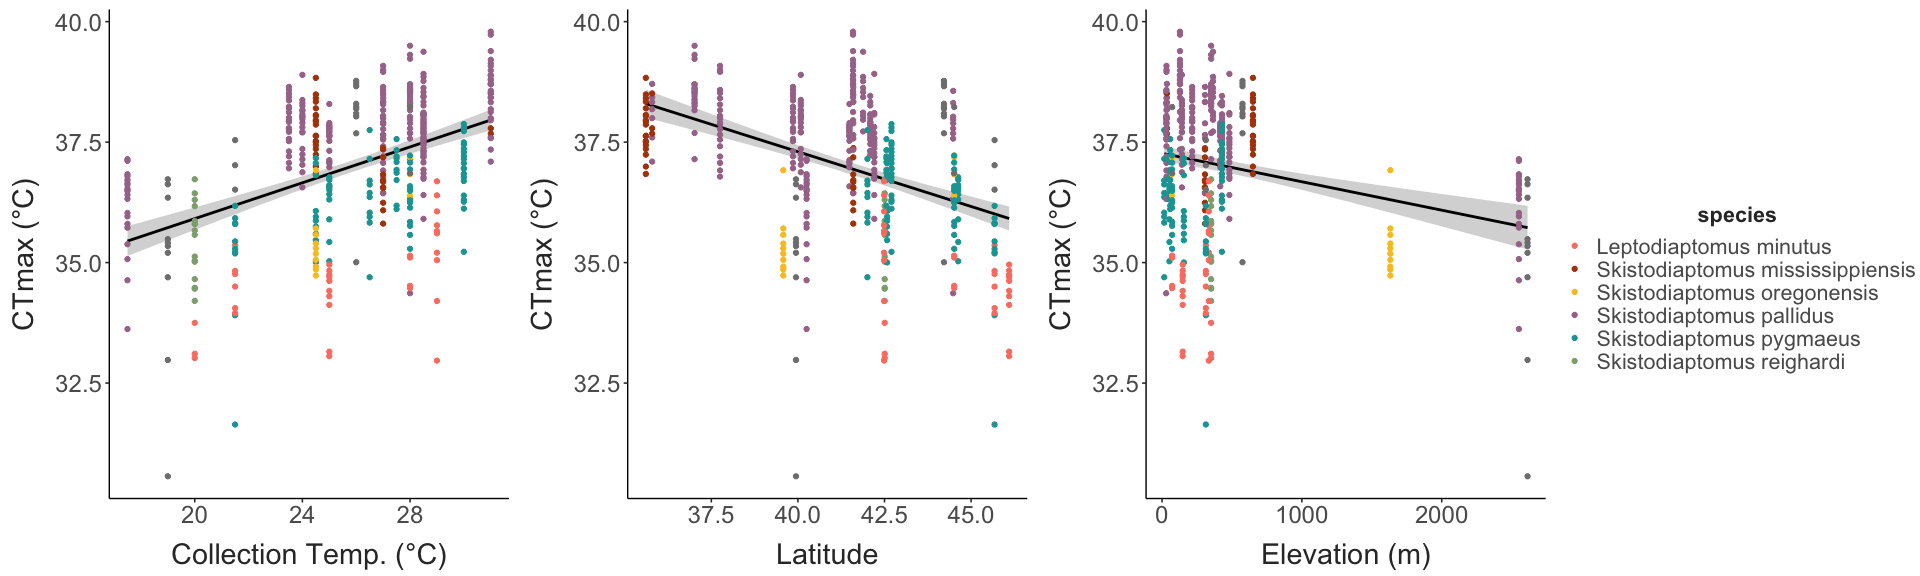 40.0
37.5
35.0
32.5
CTmax (°C)
20 24 28
Collection Temp. (°C)
40.0
37.5
35.0
32.5
CTmax (°C)
37.5 40.0 42.5 45.0
Latitude
40.0
37.5
35.0
32.5
CTmax (°C)
0 1000 2000
Elevation (m)
species
Leptodiaptomus minutus
Skistodiaptomus mississippiensis
Skistodiaptomus oregonensis
Skistodiaptomus pallidus
Skistodiaptomus pygmaeus
Skistodiaptomus reighardi